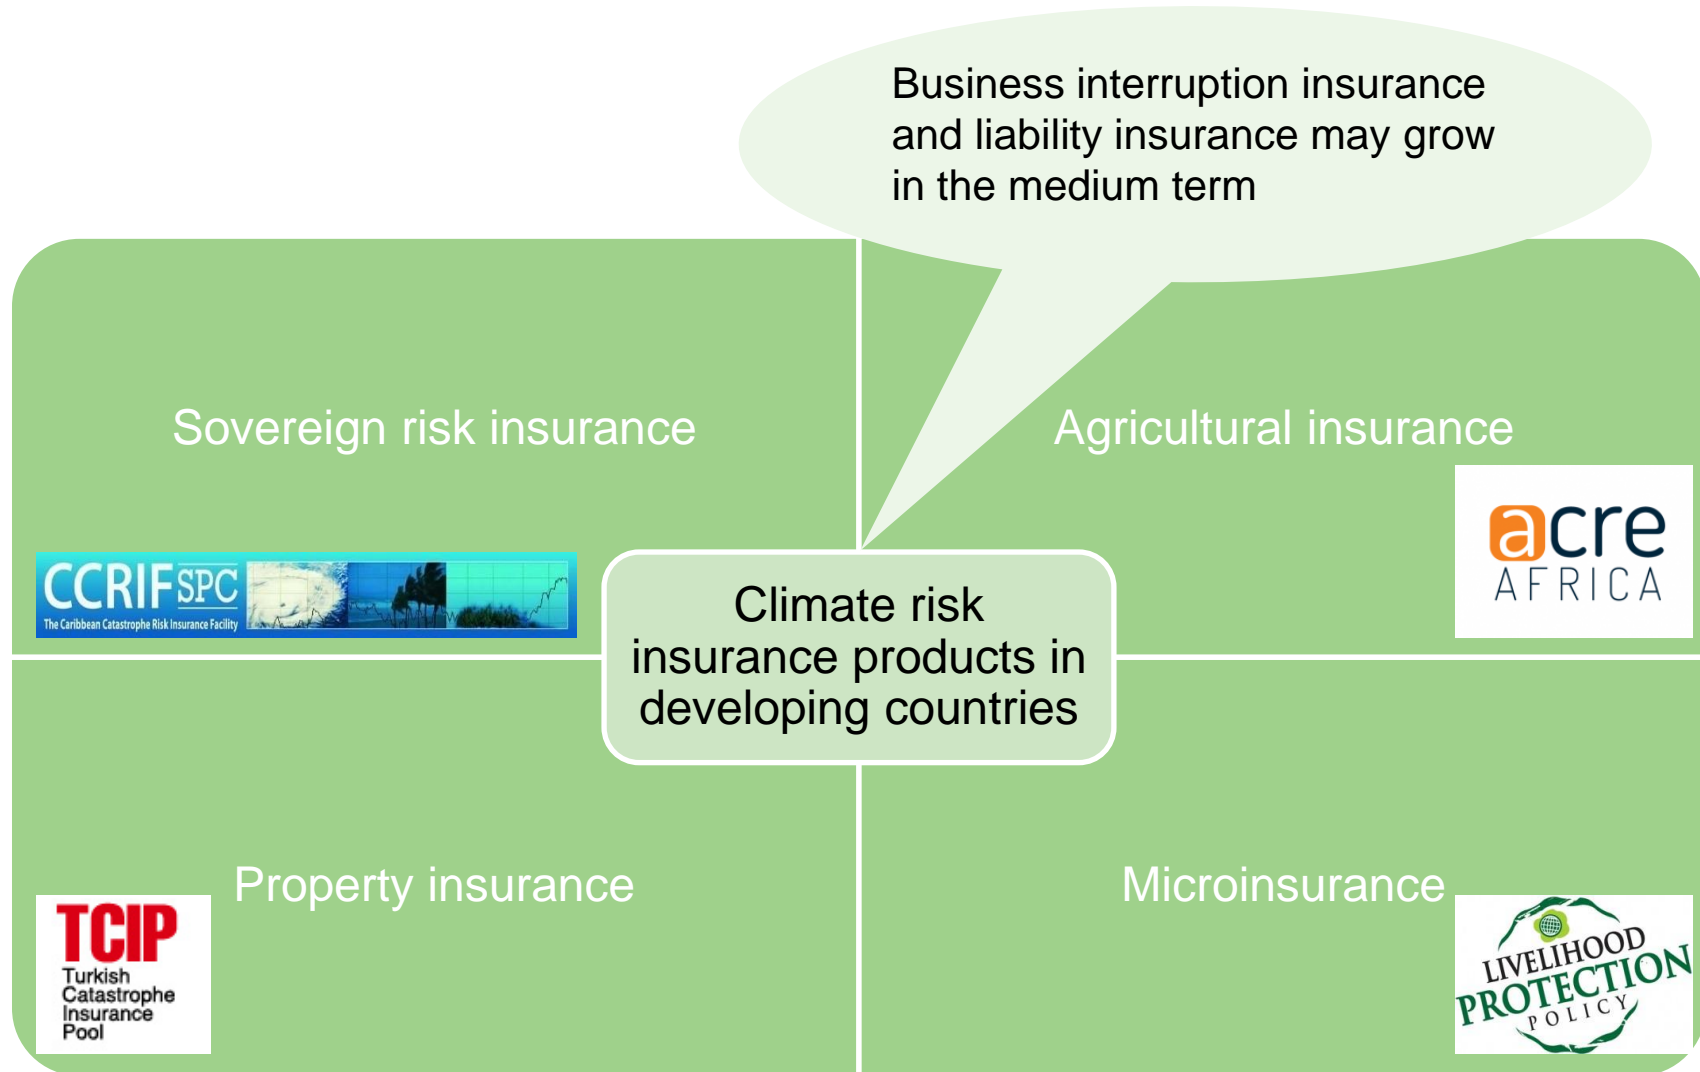 Business interruption insurance
and liability insurance may grow
in the medium term
Sovereign risk insurance
Agricultural insurance
acre
AFRICA
CCRIF SPC
The Caribbean Catastrophe Risk Insurance Facility
Climate risk
insurance products in
developing countries
Property insurance
Microinsurance
TCIP
Turkish
Catastrophe
Insurance
Pool
LIVELIHOOD
PROTECTION
POLICY